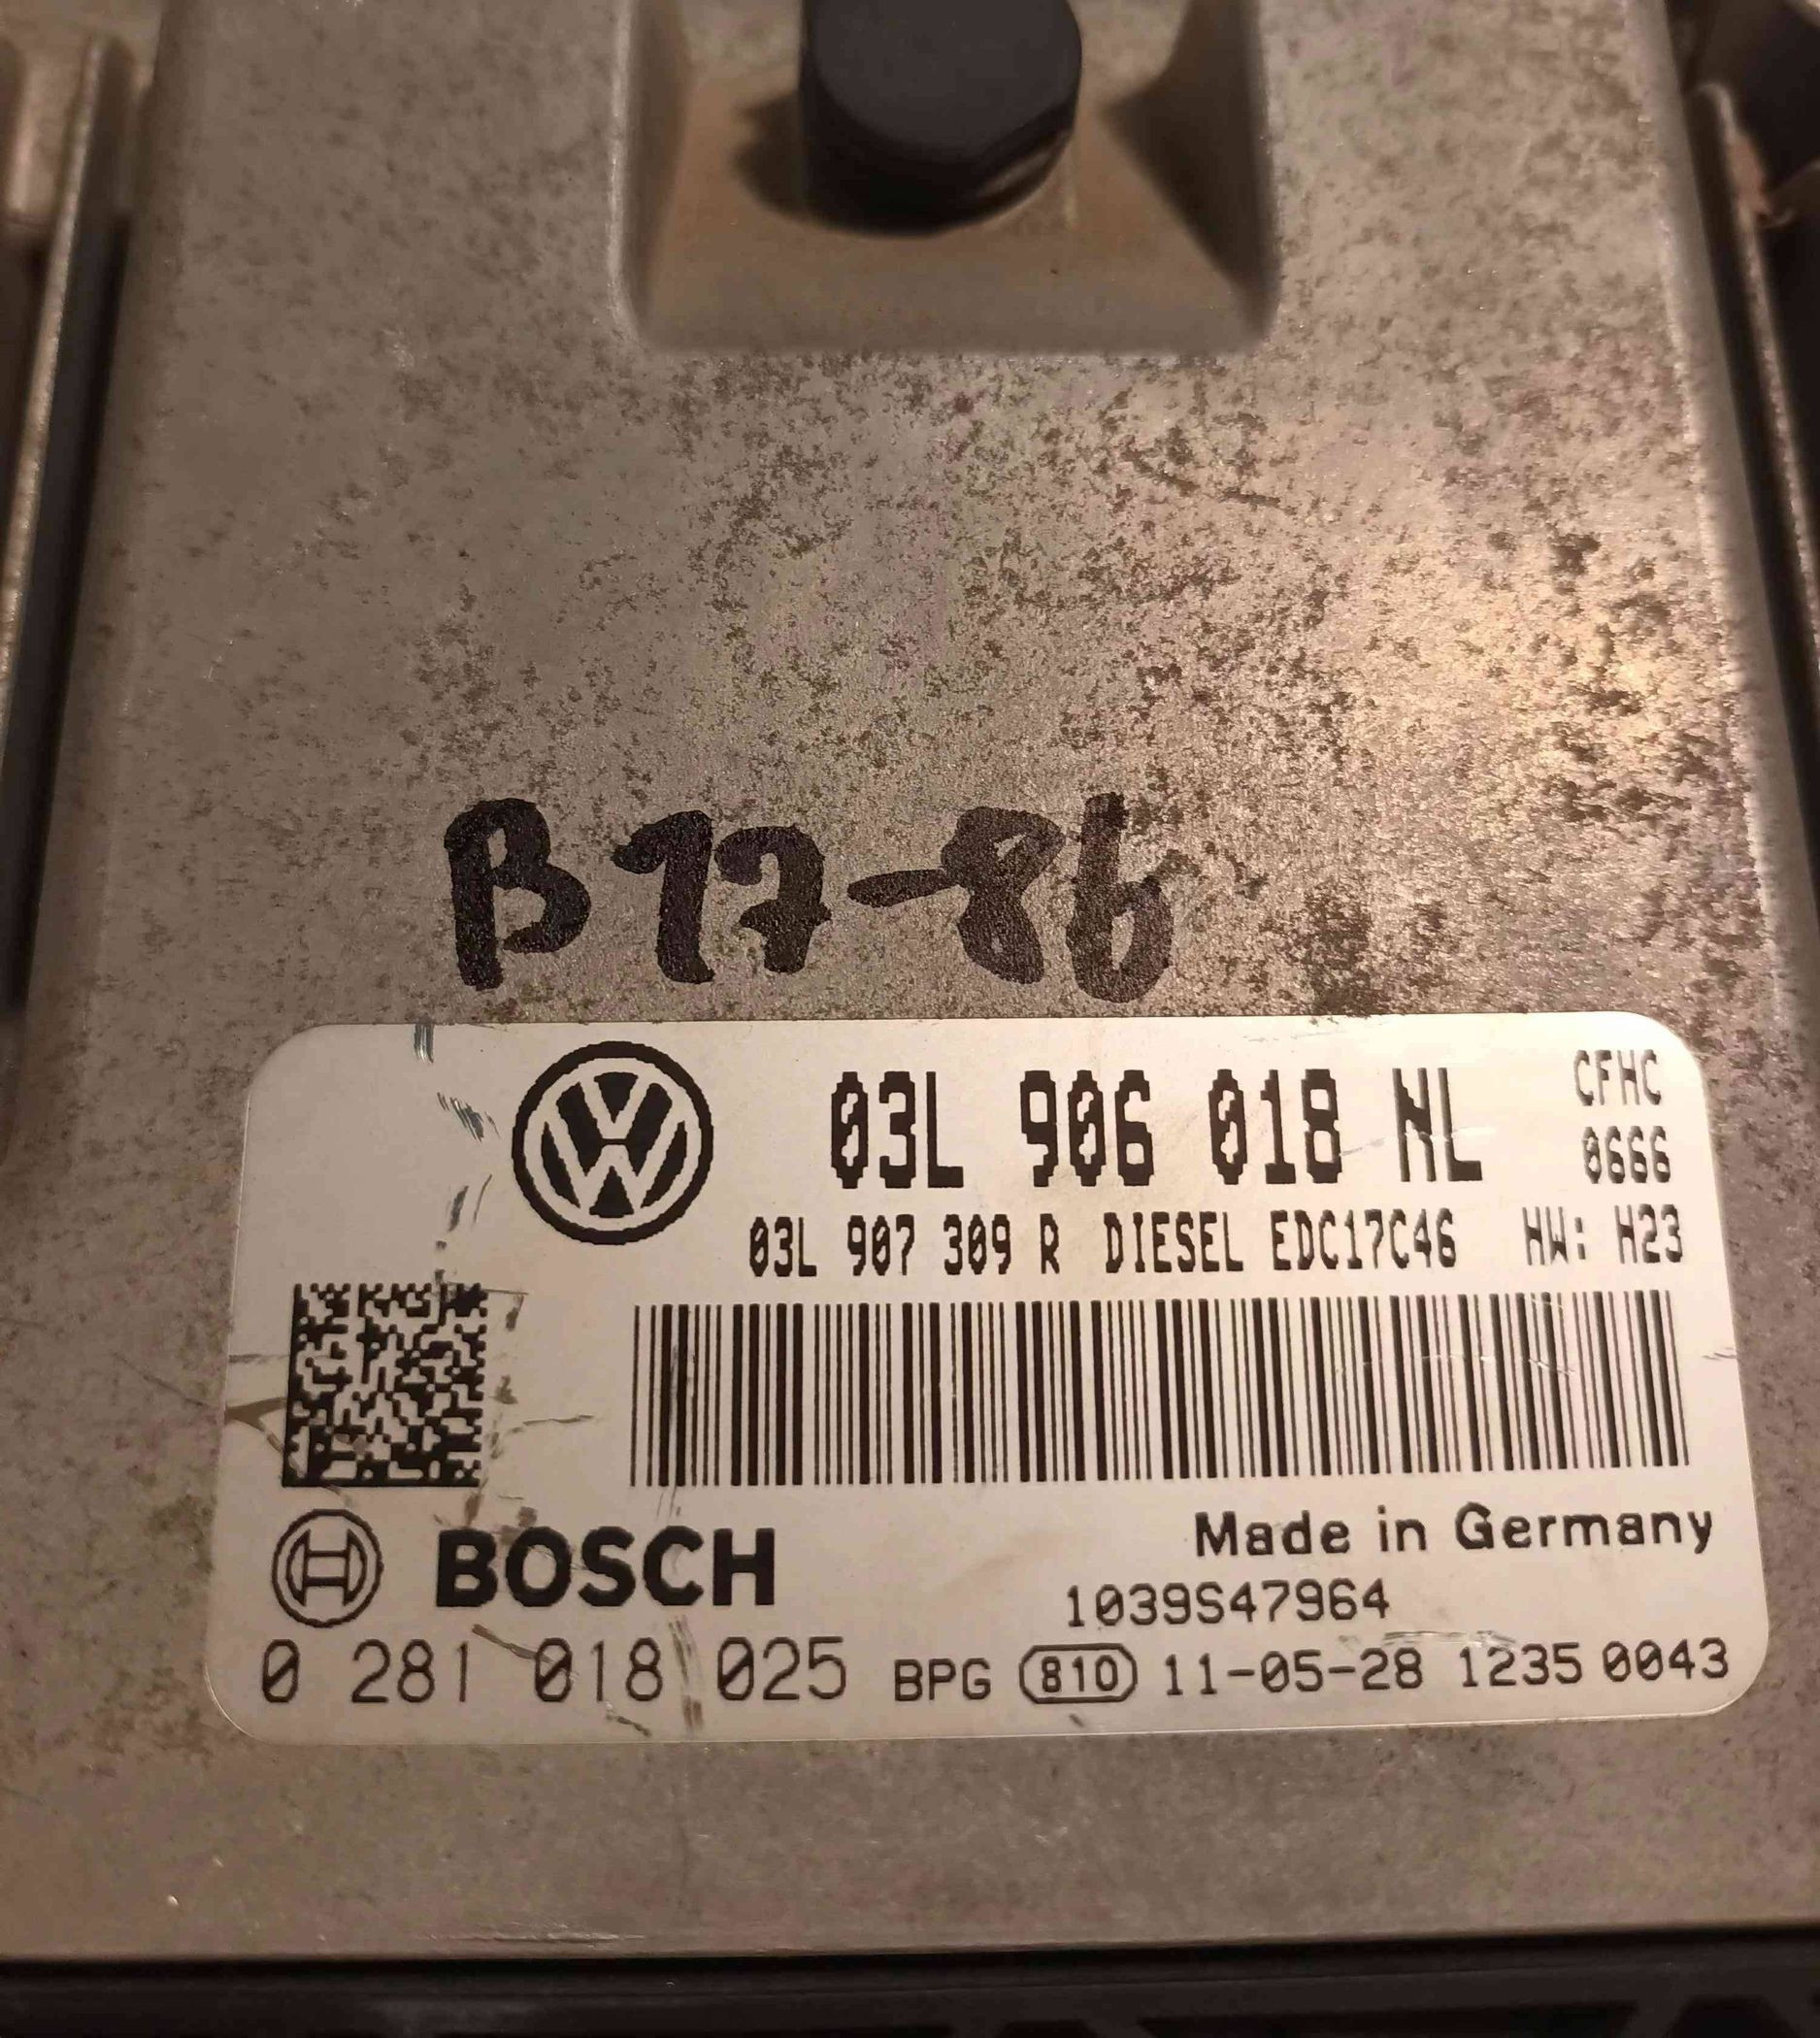 B17-86
03L 906 018 NL
CFHC
0666
03L 907 309 R DIESEL EDC17C46 HW: H23
BOSCH
Made in Germany
1039S47964
0 281 018 025 BPG 810 11-05-28 1235 0043